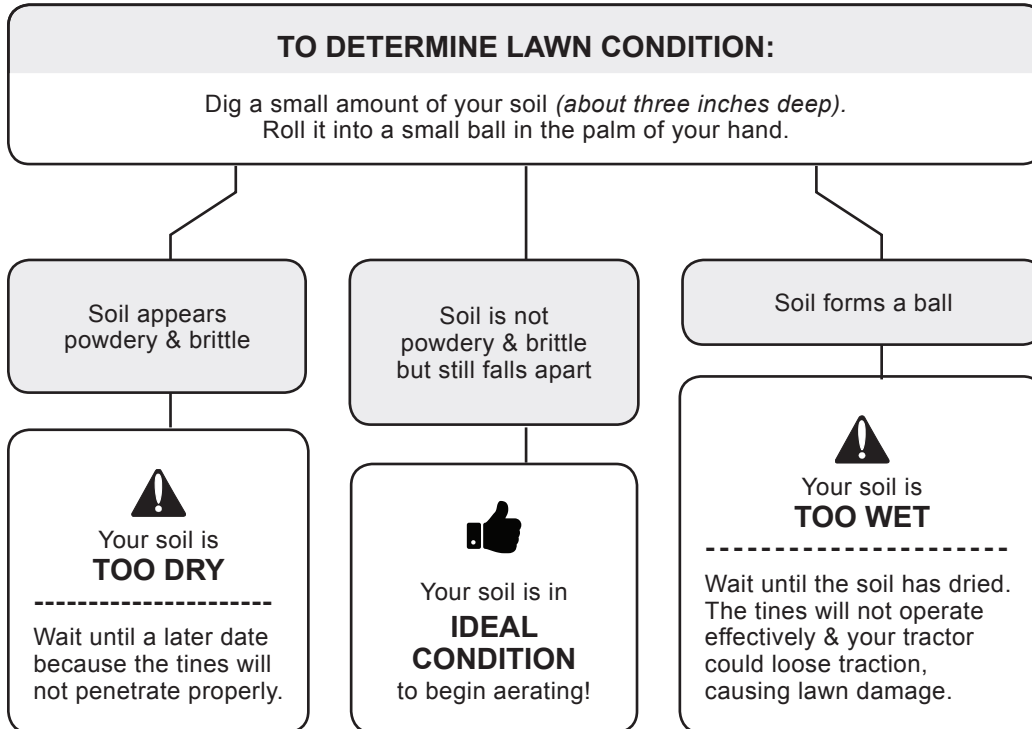 TO DETERMINE LAWN CONDITION:
Dig a small amount of your soil (about three inches deep).
Roll it into a small ball in the palm of your hand.
Soil appears
powdery & brittle
Your soil is
TOO DRY
Wait until a later date
because the tines will
not penetrate properly.
Soil is not
powdery & brittle
but still falls apart
Your soil is in
IDEAL
CONDITION
to begin aerating!
Soil forms a ball
Your soil is
TOO WET
Wait until the soil has dried.
The tines will not operate
effectively & your tractor
could loose traction,
causing lawn damage.